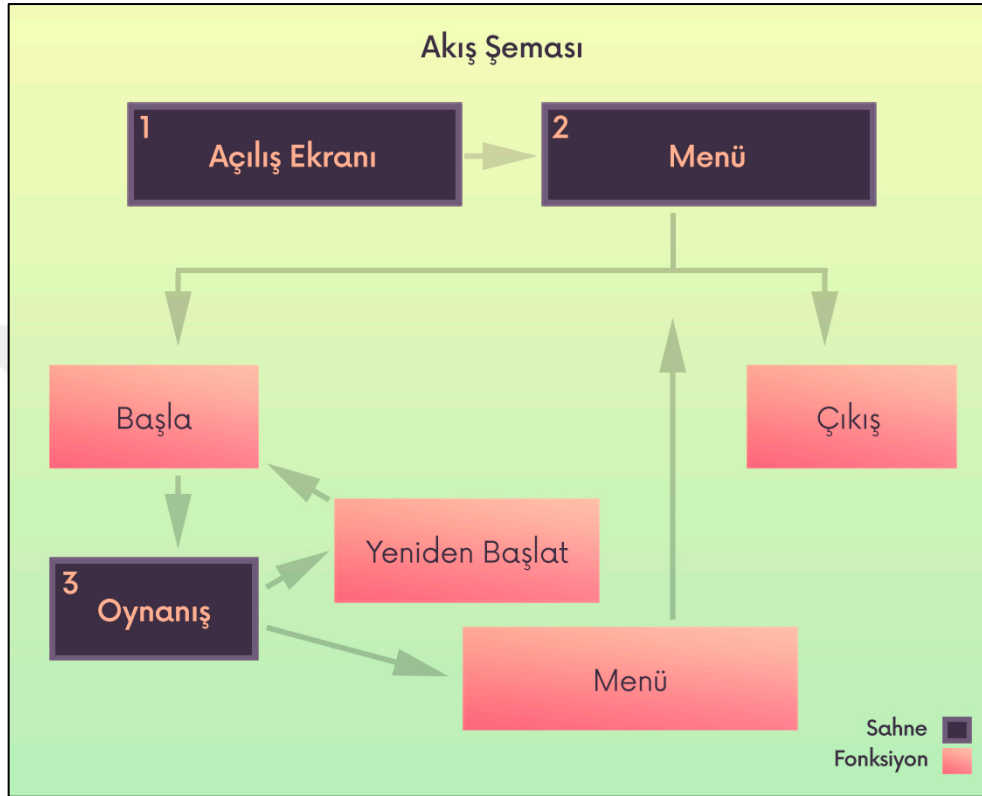 Akış Şeması
1
Açılış Ekranı
2
Menü
Başla
Çıkış
Yeniden Başlat
3
Oynanış
Menü
Sahne
Fonksiyon